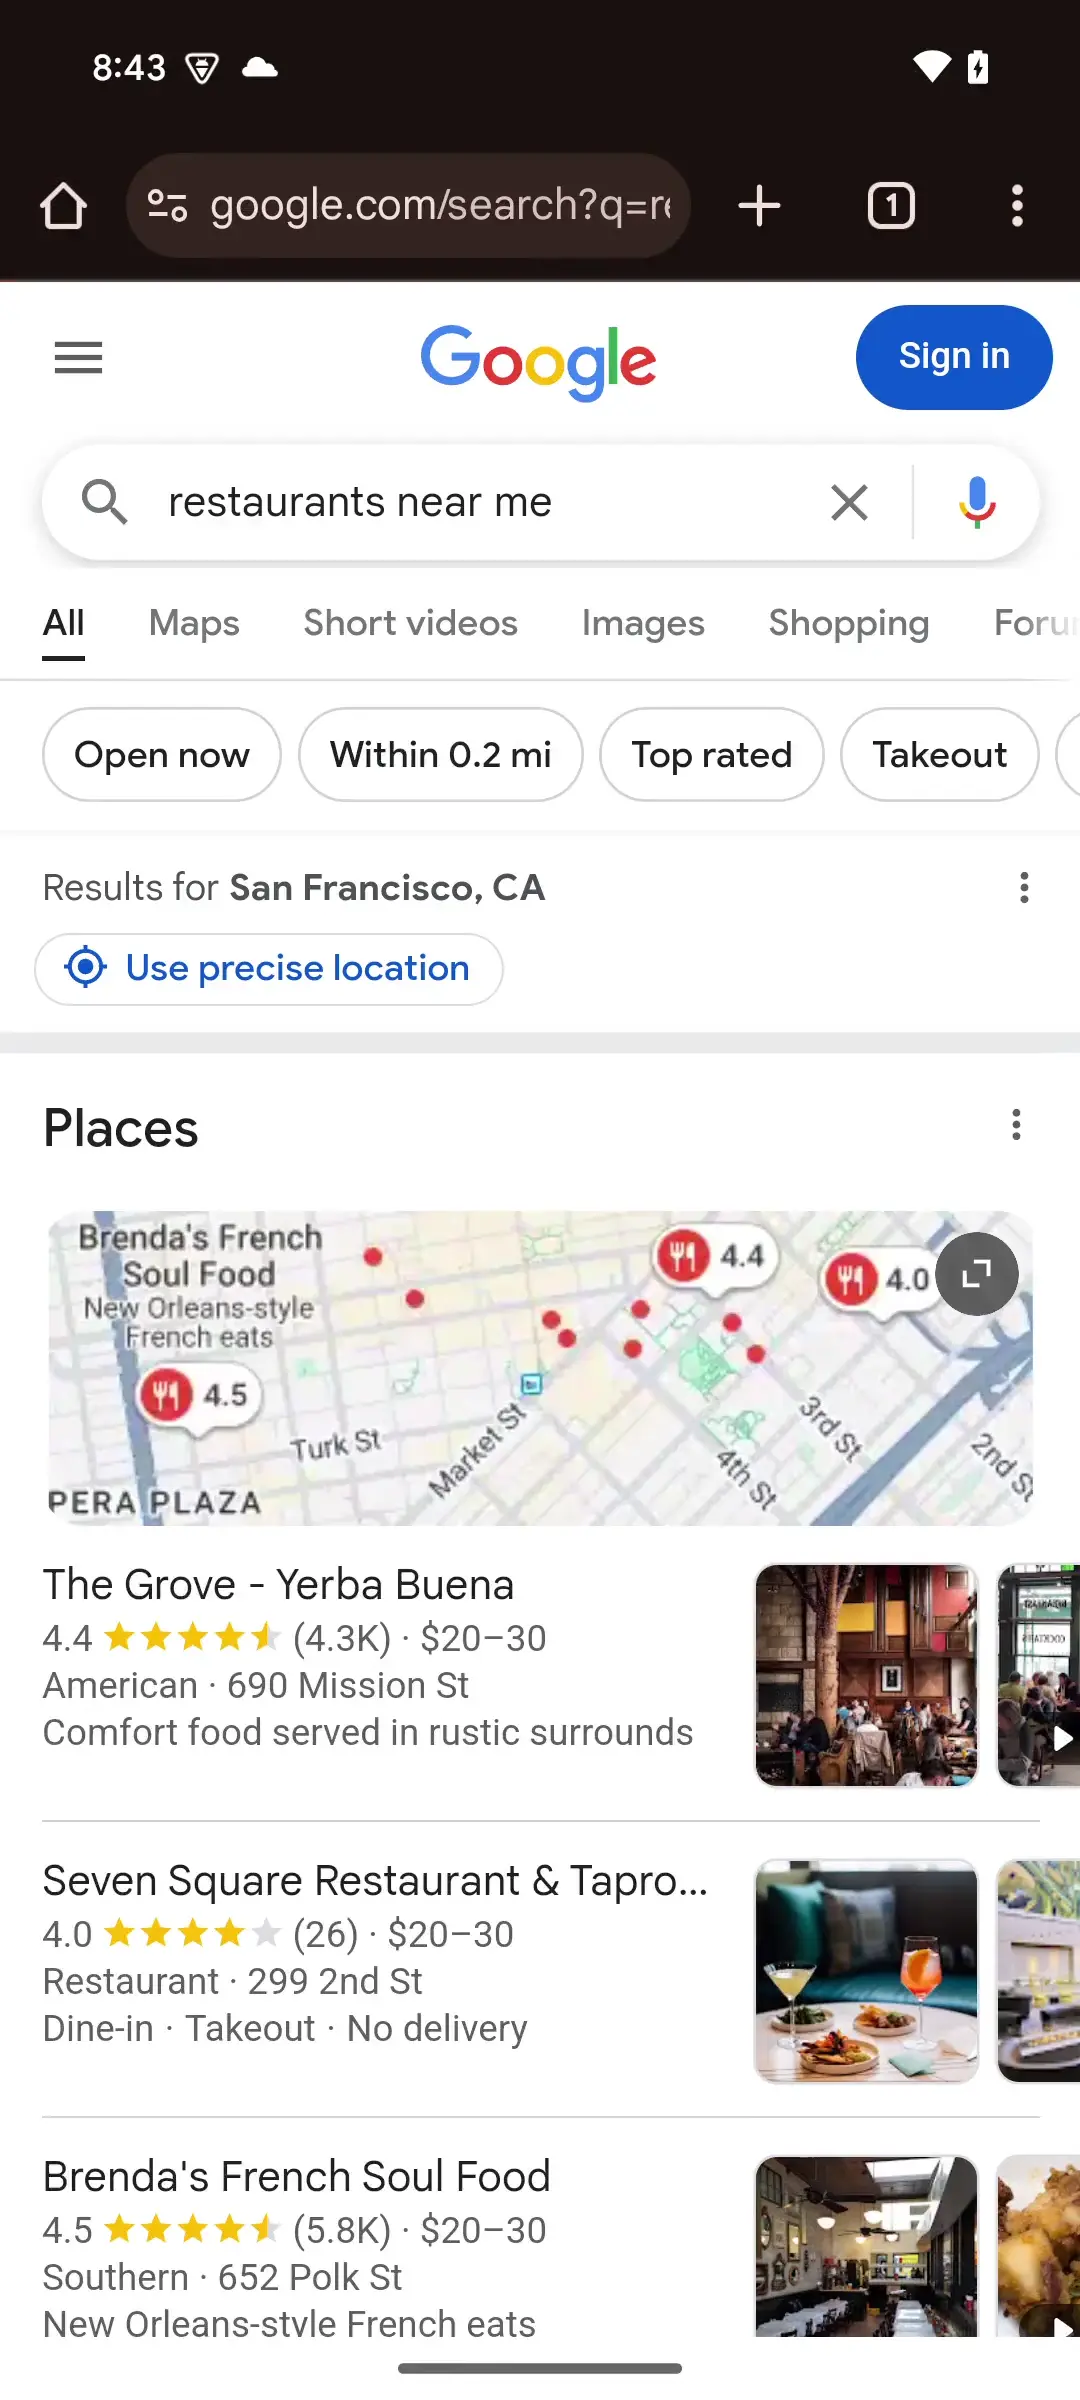 8:43
google.com/search?q=re
1
Google
Sign in
restaurants near me
All Maps Short videos Images Shopping Foru
Open now Within 0.2 mi Top rated Takeout
Results for San Francisco, CA
Use precise location
Places
Brenda's French
Soul Food
New Orleans-style
French eats
4.5
4.4
4.0
Turk St
Market St
4th St
3rd St
2nd St
PERA PLAZA
The Grove - Yerba Buena
4.4 (4.3K) · $20–30
American · 690 Mission St
Comfort food served in rustic surrounds
Seven Square Restaurant & Tapro...
4.0 (26) · $20–30
Restaurant · 299 2nd St
Dine-in · Takeout · No delivery
Brenda's French Soul Food
4.5 (5.8K) · $20–30
Southern · 652 Polk St
New Orleans-style French eats